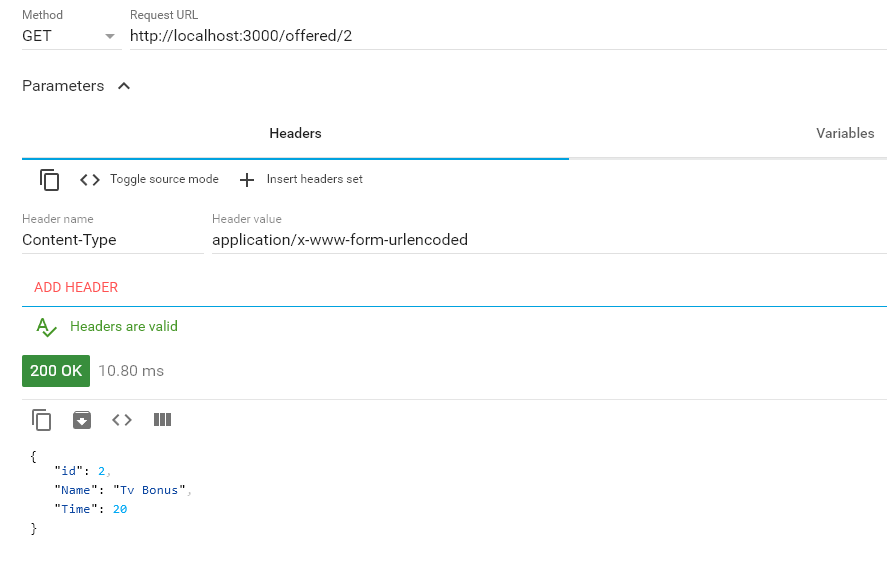 Method Request URL
GET http://localhost:3000/offered/2
Parameters
Headers Variables
Toggle source mode Insert headers set
Header name Header value
Content-Type application/x-www-form-urlencoded
ADD HEADER
Headers are valid
200 OK 10.80 ms
{
"id": 2,
"Name": "Tv Bonus",
"Time": 20
}